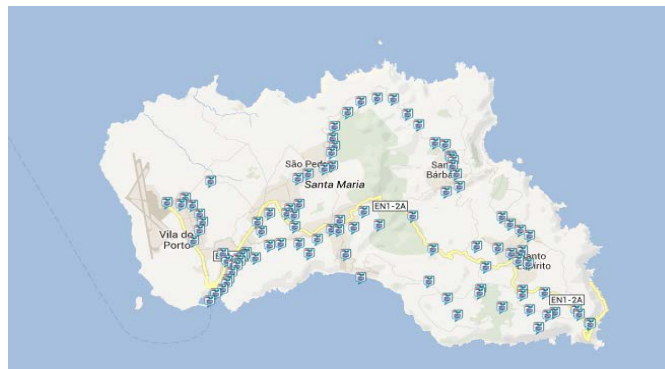 São Pedro
Santa
Bárbara
Santa Maria
EN1-2A
Vila do
Porto
Santo
Espírito
EN1-2A